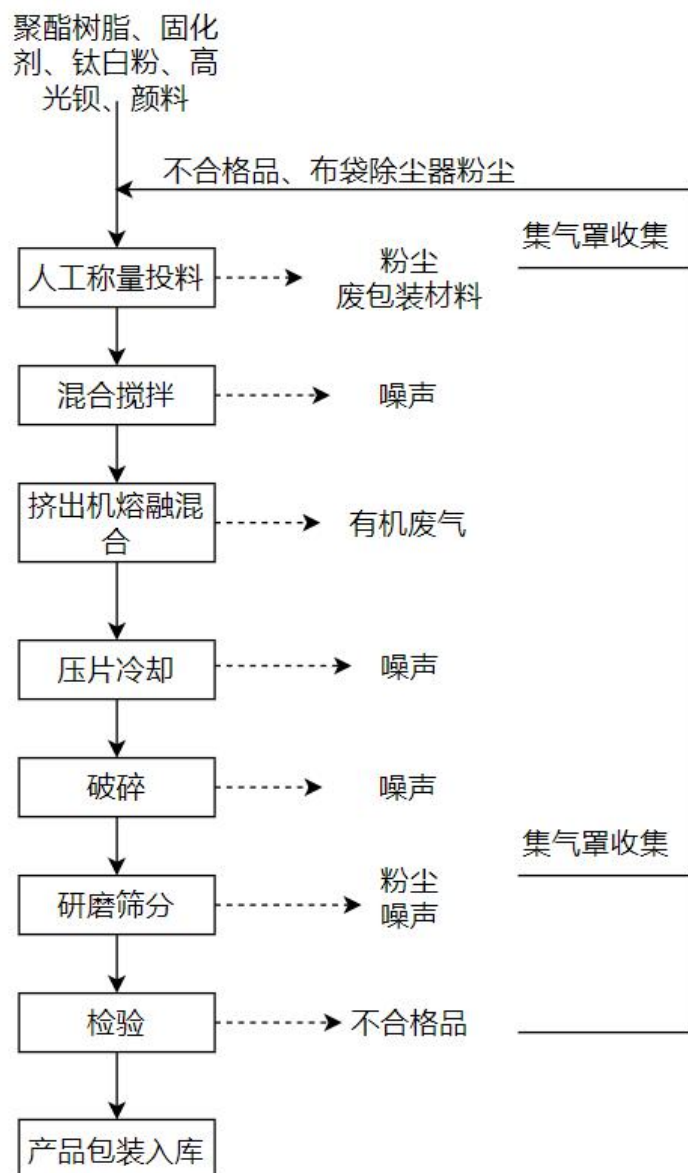 聚酯树脂、固化
剂、钛白粉、高
光钡、颜料
不合格品、布袋除尘器粉尘
集气罩收集
人工称量投料
粉尘
废包装材料
混合搅拌
噪声
挤出机熔融混
合
有机废气
压片冷却
噪声
破碎
噪声
集气罩收集
研磨筛分
粉尘
噪声
检验
不合格品
产品包装入库